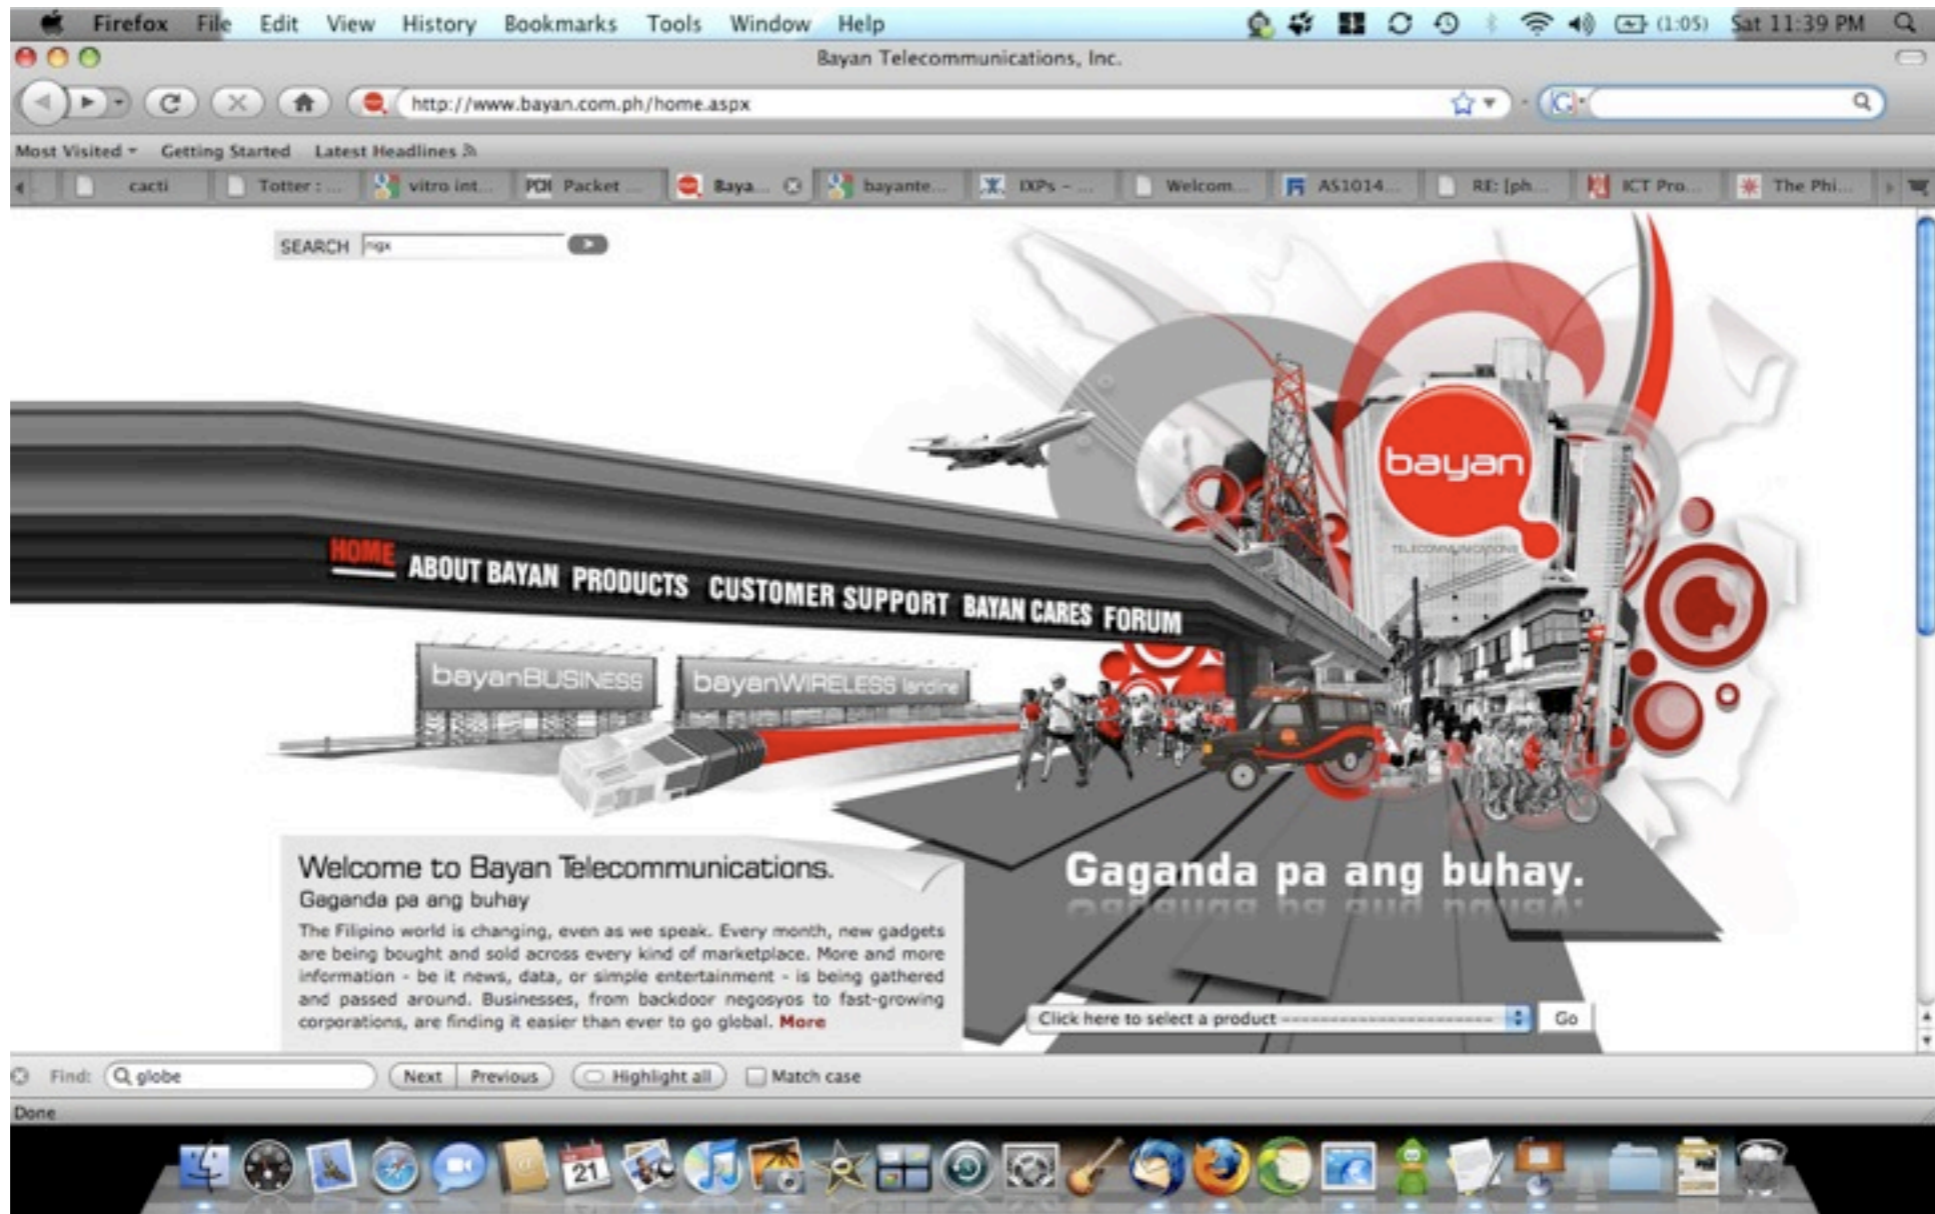 Firefox File Edit View History Bookmarks Tools Window Help (1:05) Sat 11:39 PM
Bayan Telecommunications, Inc.
http://www.bayan.com.ph/home.aspx
Most Visited Getting Started Latest Headlines
cacti Totter : ... vitro int... PCH Packet ... Baya... bayante... IXPs - ... Welcom... AS1014... RE: [ph... ICT Pro... The Phi...
SEARCH
bayan
TELECOMMUNICATIONS
HOME ABOUT BAYAN PRODUCTS CUSTOMER SUPPORT BAYAN CARES FORUM
bayanBUSINESS bayanWIRELESS landline
Gaganda pa ang buhay.
Welcome to Bayan Telecommunications.
Gaganda pa ang buhay
The Filipino world is changing, even as we speak. Every month, new gadgets
are being bought and sold across every kind of marketplace. More and more
information - be it news, data, or simple entertainment - is being gathered
and passed around. Businesses, from backdoor negosyos to fast-growing
corporations, are finding it easier than ever to go global. More
Click here to select a product ------------------------ Go
Find: globe Next Previous Highlight all Match case
Done
21